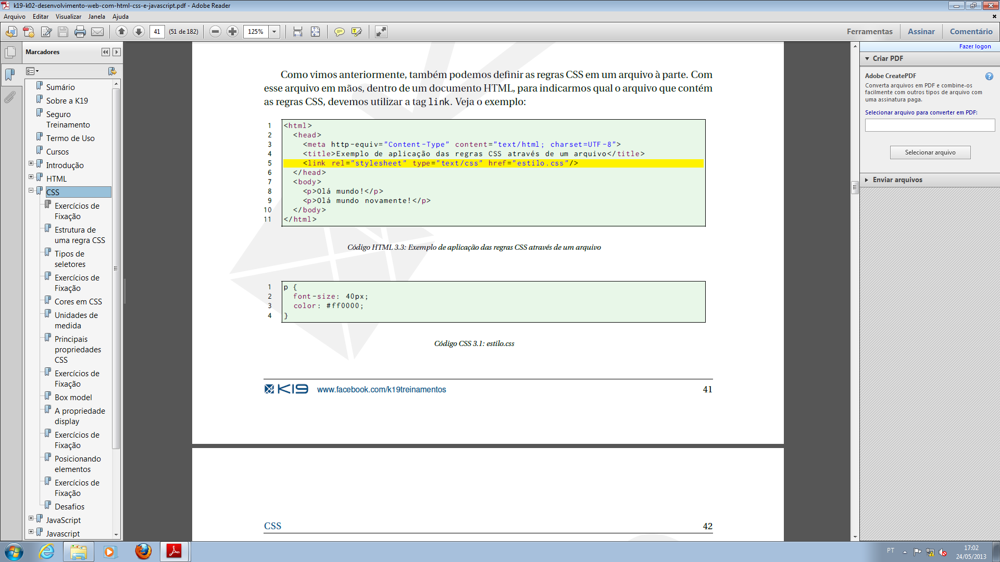 k19-k02-desenvolvimento-web-com-html-css-e-javascript.pdf - Adobe Reader
Arquivo Editar Visualizar Janela Ajuda
41 (51 de 182) 125% Ferramentas Assinar Comentário
Fazer logon
Marcadores
Sumário
Sobre a K19
Seguro
Treinamento
Termo de Uso
Cursos
Introdução
HTML
CSS
Exercícios de
Fixação
Estrutura de
uma regra CSS
Tipos de
seletores
Exercícios de
Fixação
Cores em CSS
Unidades de
medida
Principais
propriedades
CSS
Exercícios de
Fixação
Box model
A propriedade
display
Exercícios de
Fixação
Posicionando
elementos
Exercícios de
Fixação
Desafios
JavaScript
Javascript
Como vimos anteriormente, também podemos definir as regras CSS em um arquivo à parte. Com
esse arquivo em mãos, dentro de um documento HTML, para indicarmos qual o arquivo que contém
as regras CSS, devemos utilizar a tag link. Veja o exemplo:
1 <html>
2 <head>
3 <meta http-equiv="Content-Type" content="text/html; charset=UTF-8">
4 <title>Exemplo de aplicação das regras CSS através de um arquivo</title>
5 <link rel="stylesheet" type="text/css" href="estilo.css"/>
6 </head>
7 <body>
8 <p>Olá mundo!</p>
9 <p>Olá mundo novamente!</p>
10 </body>
11 </html>
Código HTML 3.3: Exemplo de aplicação das regras CSS através de um arquivo
1 p {
2 font-size: 40px;
3 color: #ff0000;
4 }
Código CSS 3.1: estilo.css
K19 www.facebook.com/k19treinamentos 41
CSS 42
Criar PDF
Adobe CreatePDF
Converta arquivos em PDF e combine-os
facilmente com outros tipos de arquivo com
uma assinatura paga.
Selecionar arquivo para converter em PDF:
Selecionar arquivo
Enviar arquivos
PT
17:02
24/05/2013